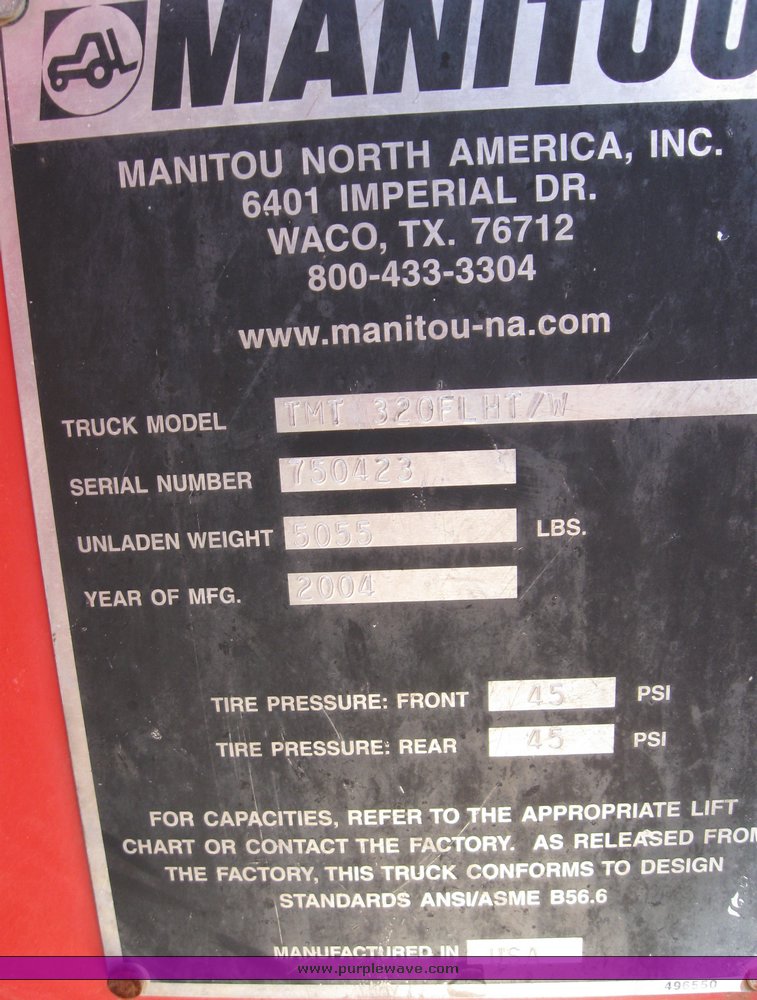 MANITOU
MANITOU NORTH AMERICA, INC.
6401 IMPERIAL DR.
WACO, TX. 76712
800-433-3304
www.manitou-na.com
TRUCK MODEL TMT 320FLHT/W
SERIAL NUMBER 750423
UNLADEN WEIGHT 5055 LBS.
YEAR OF MFG. 2004
TIRE PRESSURE: FRONT 45 PSI
TIRE PRESSURE: REAR 45 PSI
FOR CAPACITIES, REFER TO THE APPROPRIATE LIFT
CHART OR CONTACT THE FACTORY. AS RELEASED FROM
THE FACTORY, THIS TRUCK CONFORMS TO DESIGN
STANDARDS ANSI/ASME B56.6
MANUFACTURED IN USA
www.purplewave.com
496550